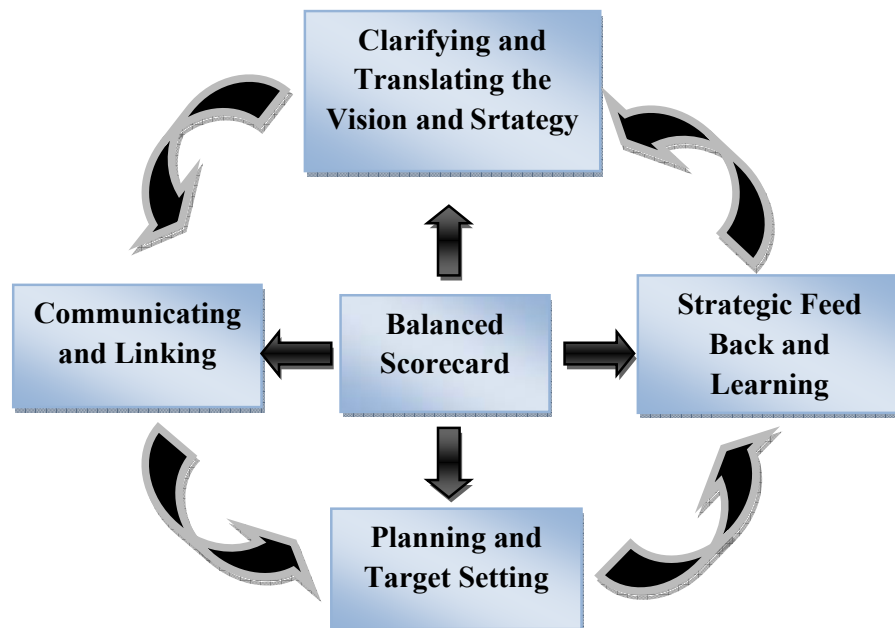 Clarifying and
Translating the
Vision and Srtategy
Communicating
and Linking
Balanced
Scorecard
Strategic Feed
Back and
Learning
Planning and
Target Setting